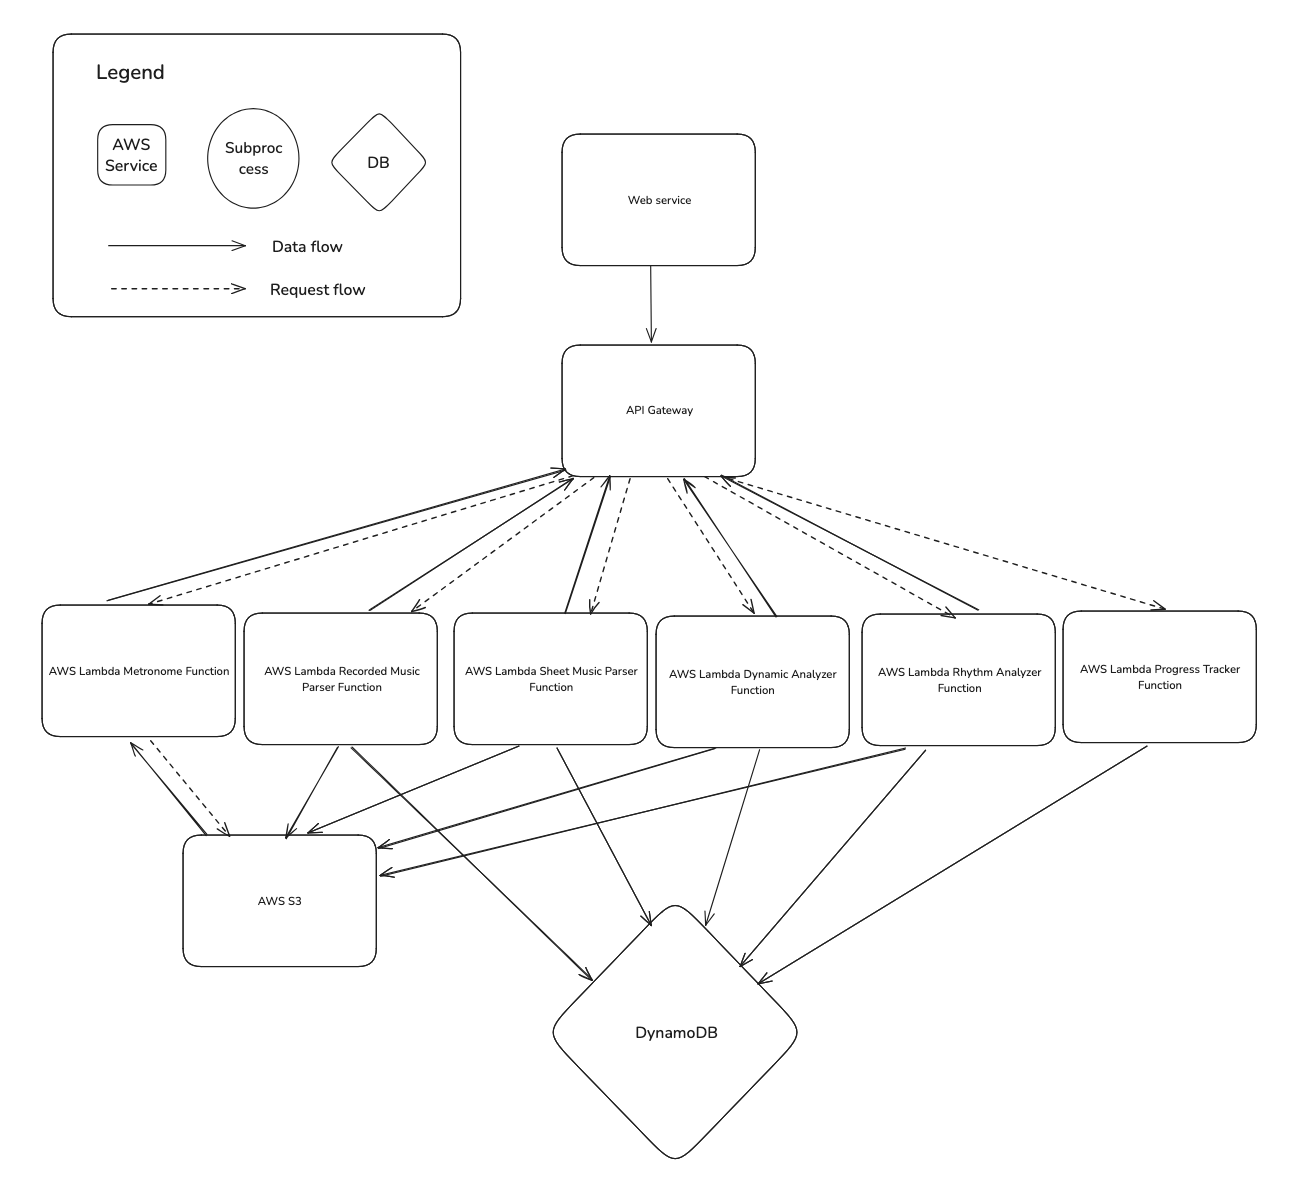 Legend
AWS
Service
Subproc
cess
DB
Data flow
Request flow
Web service
API Gateway
AWS Lambda Metronome Function
AWS Lambda Recorded Music
Parser Function
AWS Lambda Sheet Music Parser
Function
AWS Lambda Dynamic Analyzer
Function
AWS Lambda Rhythm Analyzer
Function
AWS Lambda Progress Tracker
Function
AWS S3
DynamoDB